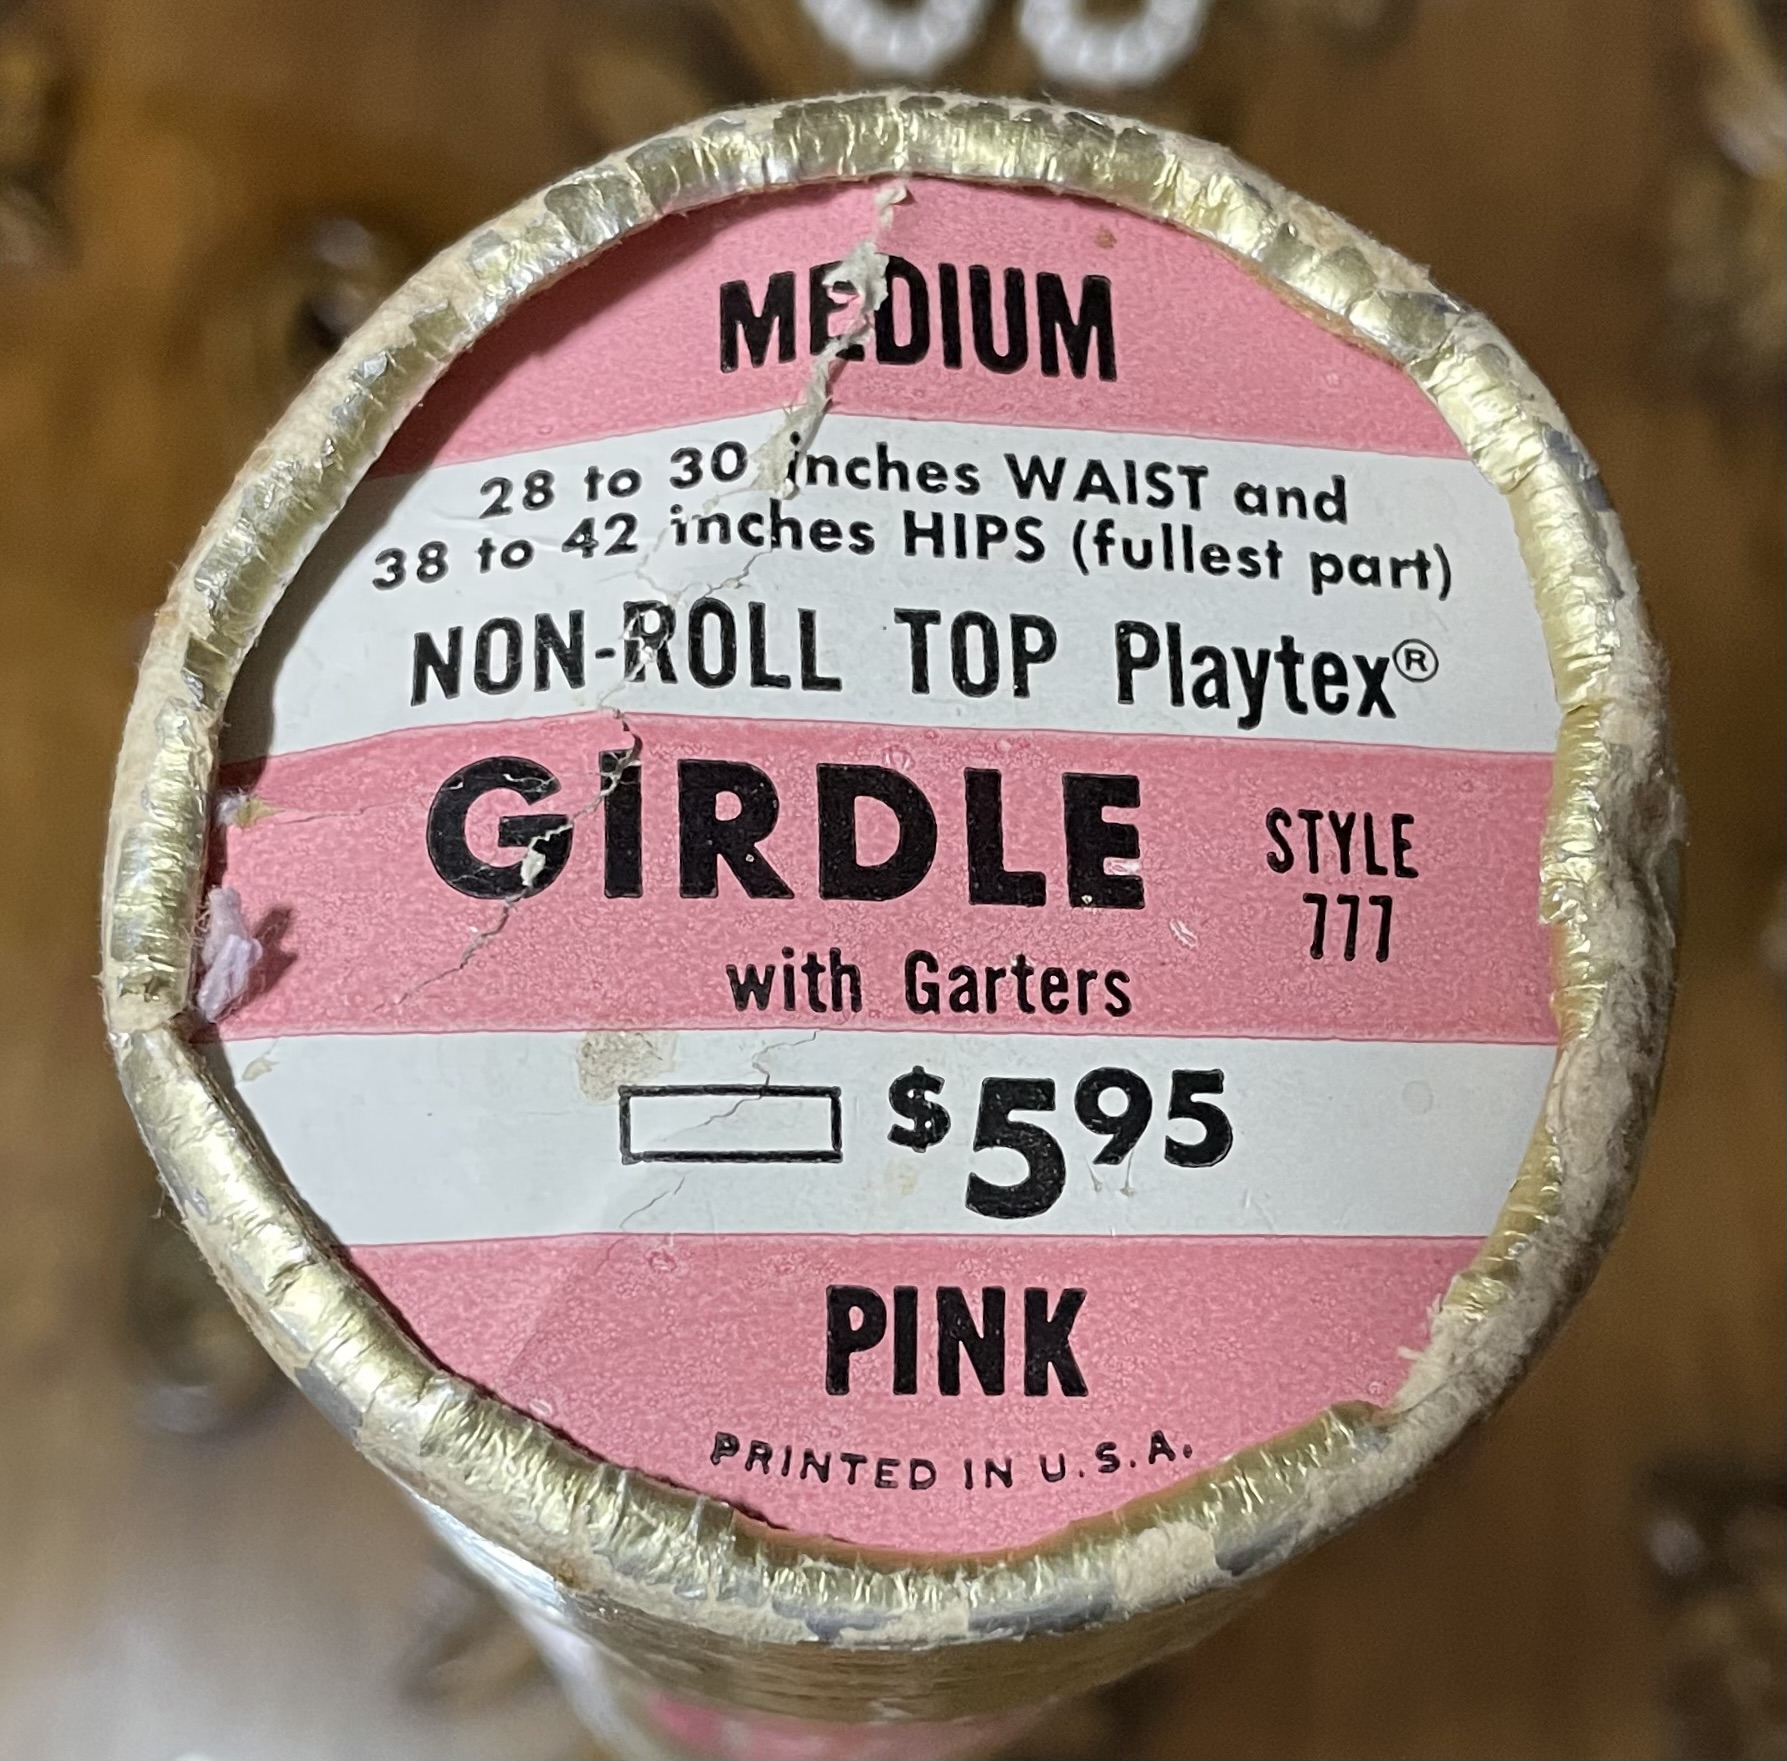 MEDIUM
28 to 30 inches WAIST and
38 to 42 inches HIPS (fullest part)
NON-ROLL TOP Playtex®
GIRDLE STYLE 777
with Garters
$5.95
PINK
PRINTED IN U.S.A.